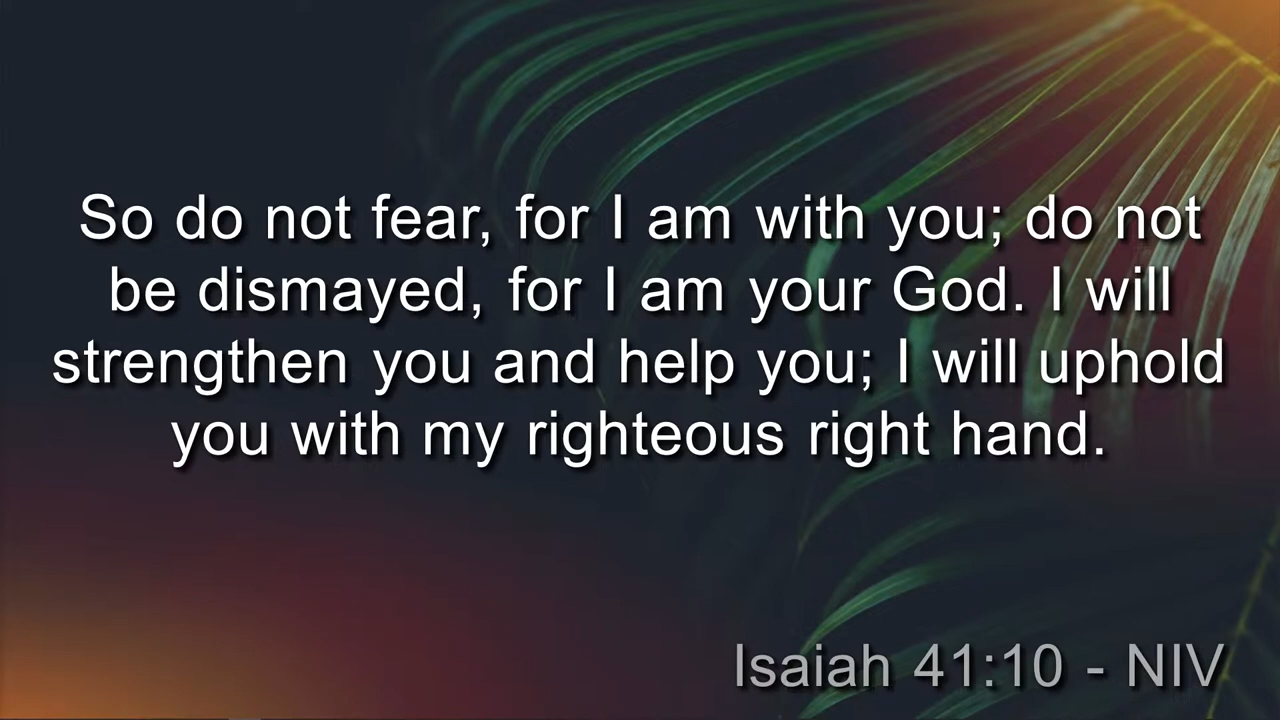 So do not fear, for I am with you; do not
be dismayed, for I am your God. I will
strengthen you and help you; I will uphold
you with my righteous right hand.
Isaiah 41:10 - NIV